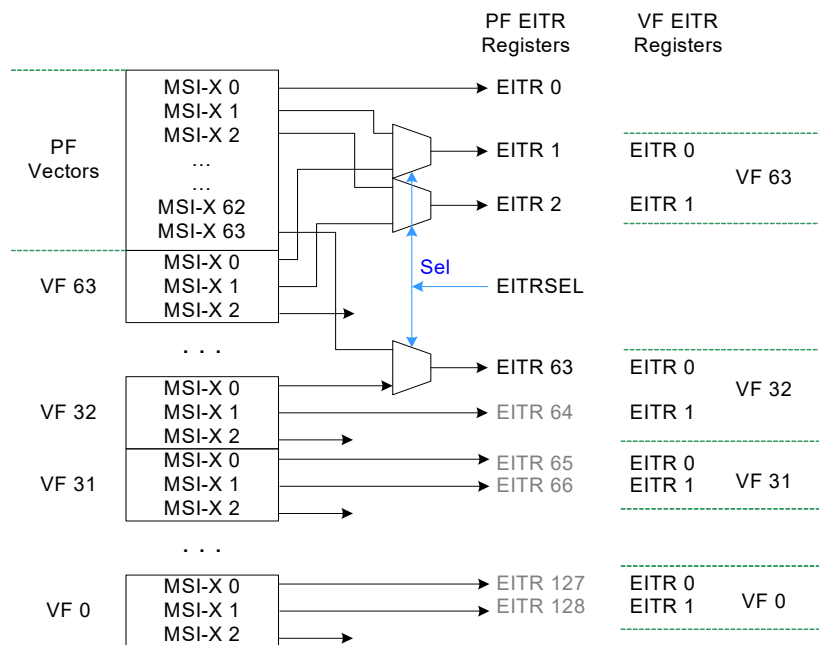 PF EITR
Registers
VF EITR
Registers
PF
Vectors
MSI-X 0
MSI-X 1
MSI-X 2
...
...
MSI-X 62
MSI-X 63
EITR 0
EITR 1
EITR 2
EITR 0
EITR 1
VF 63
VF 63
MSI-X 0
MSI-X 1
MSI-X 2
Sel
EITRSEL
. . .
EITR 63
EITR 0
VF 32
VF 32
MSI-X 0
MSI-X 1
MSI-X 2
EITR 64
EITR 1
VF 31
MSI-X 0
MSI-X 1
MSI-X 2
EITR 65
EITR 66
EITR 0
EITR 1
VF 31
. . .
VF 0
MSI-X 0
MSI-X 1
MSI-X 2
EITR 127
EITR 128
EITR 0
EITR 1
VF 0